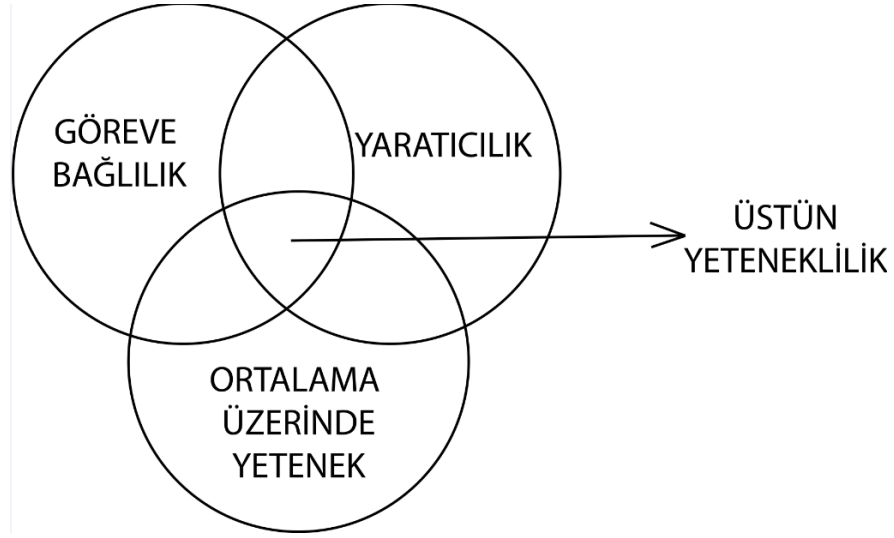 GÖREVE
BAĞLILIK
YARATICILIK
ÜSTÜN
YETENEKLİLİK
ORTALAMA
ÜZERİNDE
YETENEK